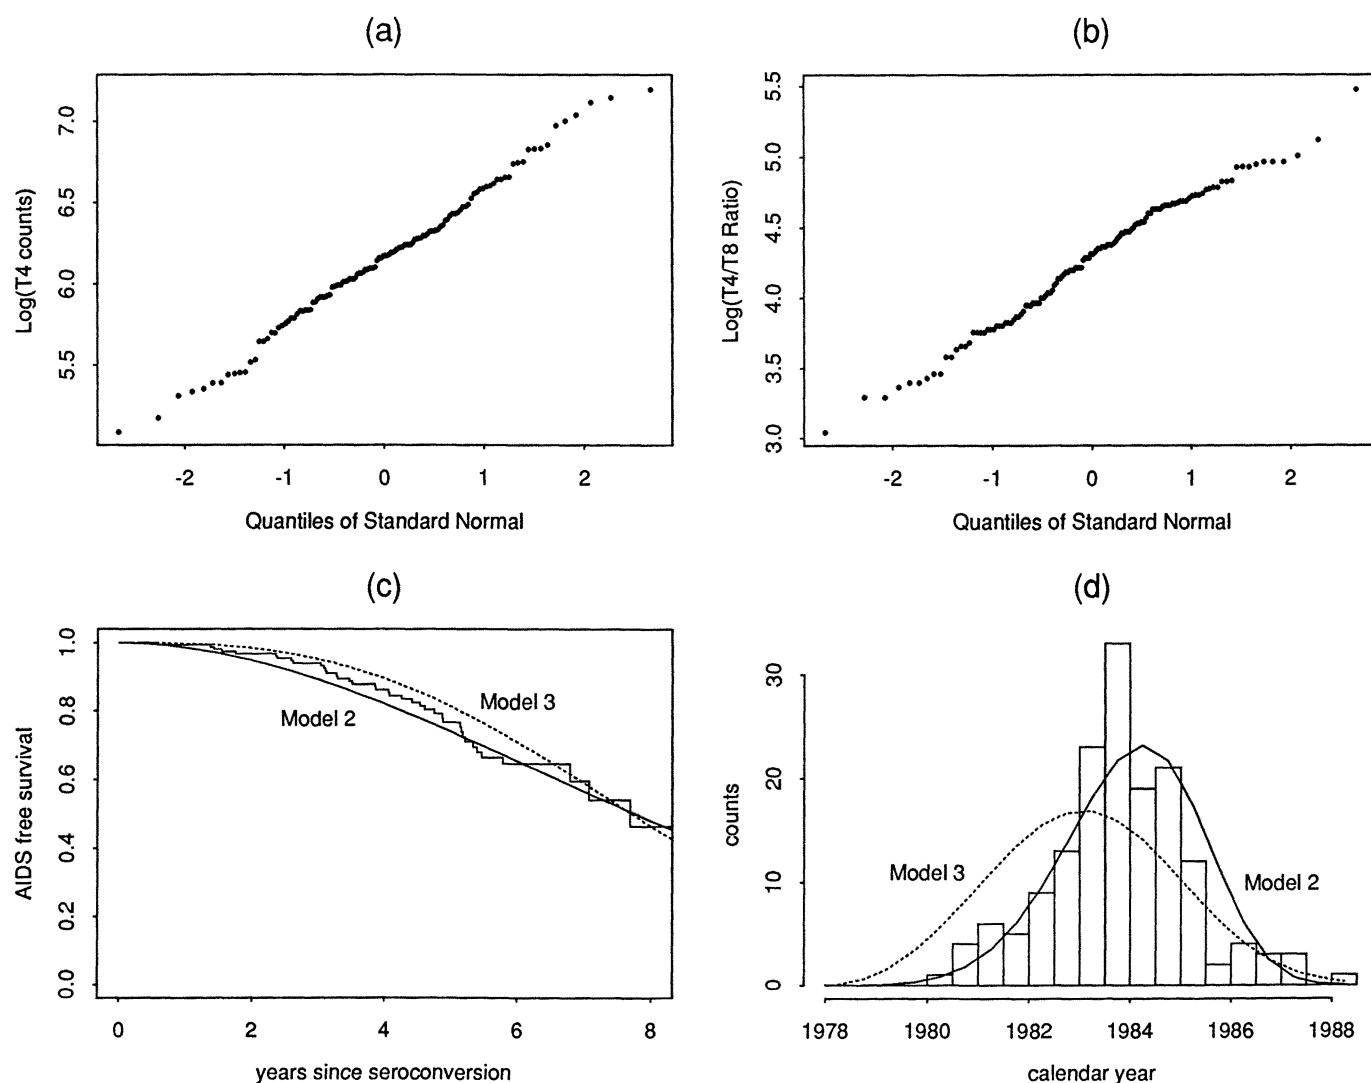 (a)
Log(T4 counts)
7.0
6.5
6.0
5.5
-2 -1 0 1 2
Quantiles of Standard Normal
(b)
Log(T4/T8 Ratio)
5.5
5.0
4.5
4.0
3.5
3.0
-2 -1 0 1 2
Quantiles of Standard Normal
(c)
AIDS free survival
1.0
0.8
0.6
0.4
0.2
0.0
Model 3
Model 2
0 2 4 6 8
years since seroconversion
(d)
counts
30
20
10
0
Model 3
Model 2
1978 1980 1982 1984 1986 1988
calendar year